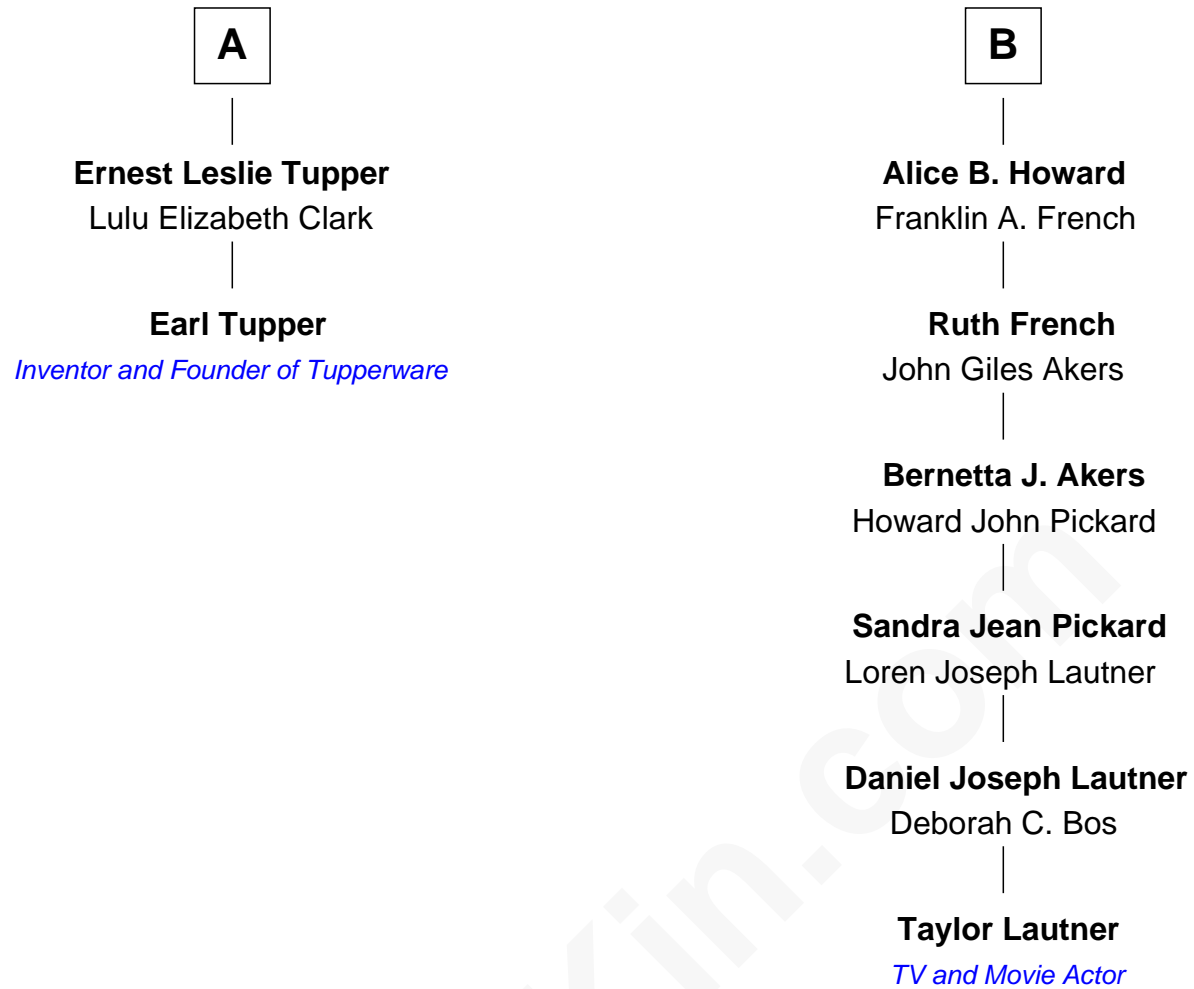 A
Ernest Leslie Tupper
Lulu Elizabeth Clark
Earl Tupper
Inventor and Founder of Tupperware
B
Alice B. Howard
Franklin A. French
Ruth French
John Giles Akers
Bernetta J. Akers
Howard John Pickard
Sandra Jean Pickard
Loren Joseph Lautner
Daniel Joseph Lautner
Deborah C. Bos
Taylor Lautner
TV and Movie Actor
Kin.com